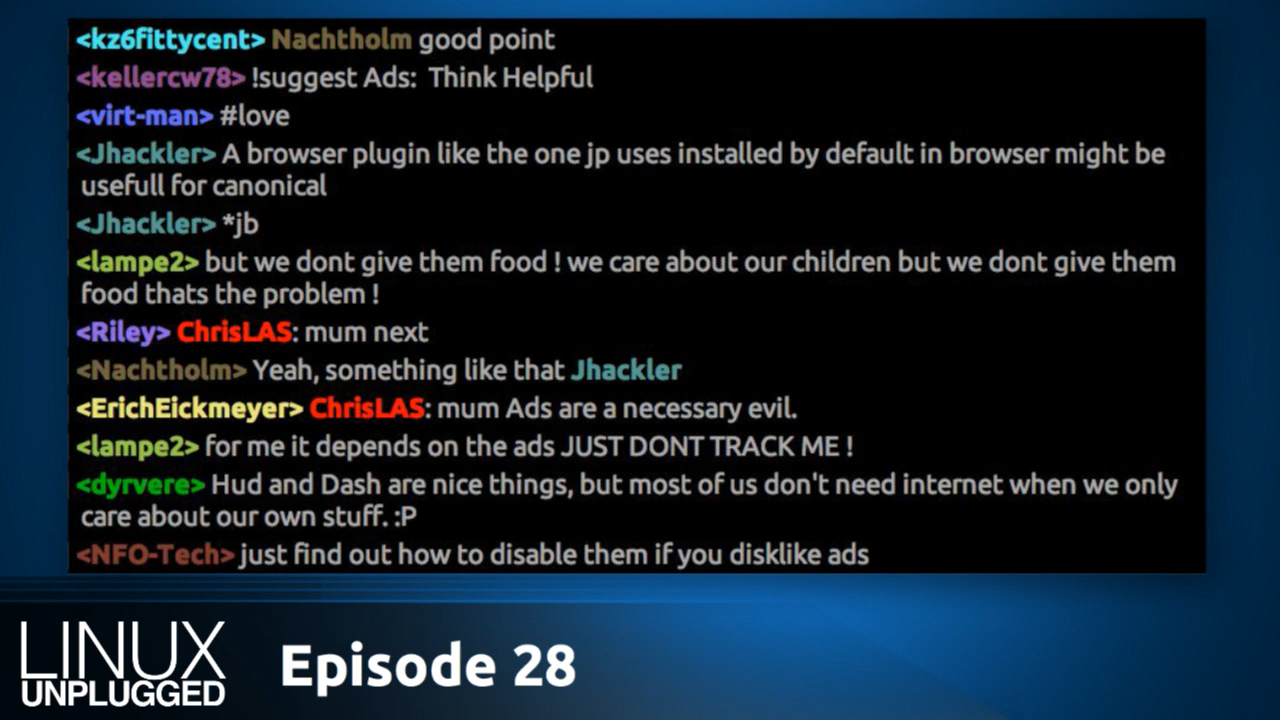 <kz6fittycent> Nachtholm good point
<kellercw78> !suggest Ads:  Think Helpful
<virt-man> #love
<Jhackler> A browser plugin like the one jp uses installed by default in browser might be
usefull for canonical
<Jhackler> *jb
<lampe2> but we dont give them food ! we care about our children but we dont give them
food thats the problem !
<Riley> ChrisLAS: mum next
<Nachtholm> Yeah, something like that Jhackler
<ErichEickmeyer> ChrisLAS: mum Ads are a necessary evil.
<lampe2> for me it depends on the ads JUST DONT TRACK ME !
<dyrvere> Hud and Dash are nice things, but most of us don't need internet when we only
care about our own stuff. :P
<NFO-Tech> just find out how to disable them if you disklike ads
LINUX
UNPLUGGED
Episode 28